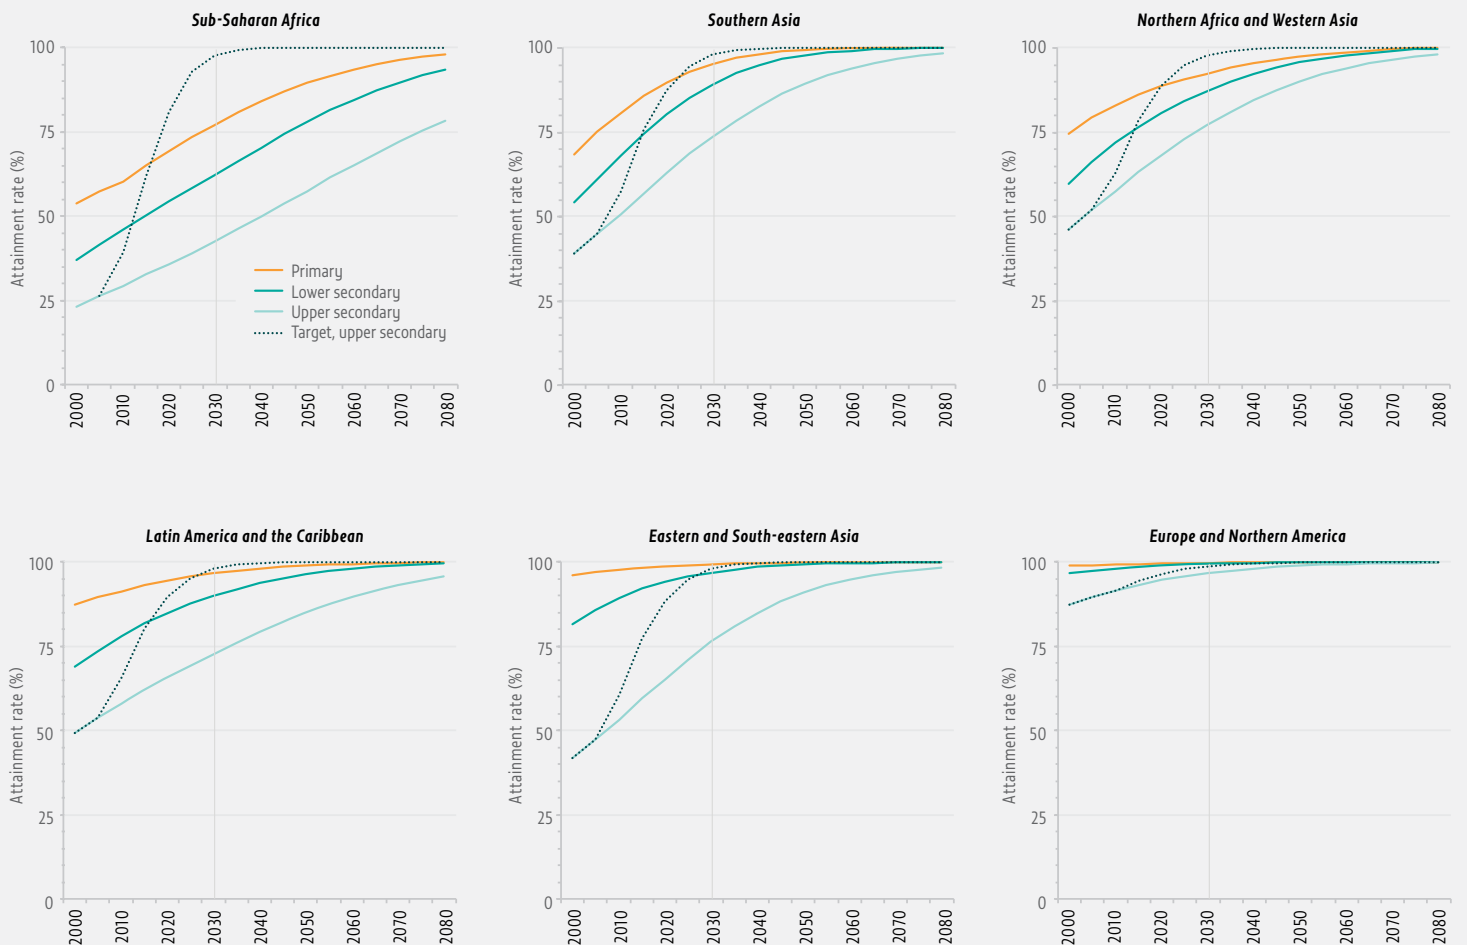 Sub-Saharan Africa
Attainment rate (%)
100
75
50
25
0
Primary
Lower secondary
Upper secondary
Target, upper secondary
2000 2010 2020 2030 2040 2050 2060 2070 2080
Southern Asia
Attainment rate (%)
100
75
50
25
0
2000 2010 2020 2030 2040 2050 2060 2070 2080
Northern Africa and Western Asia
Attainment rate (%)
100
75
50
25
0
2000 2010 2020 2030 2040 2050 2060 2070 2080
Latin America and the Caribbean
Attainment rate (%)
100
75
50
25
0
2000 2010 2020 2030 2040 2050 2060 2070 2080
Eastern and South-eastern Asia
Attainment rate (%)
100
75
50
25
0
2000 2010 2020 2030 2040 2050 2060 2070 2080
Europe and Northern America
Attainment rate (%)
100
75
50
25
0
2000 2010 2020 2030 2040 2050 2060 2070 2080